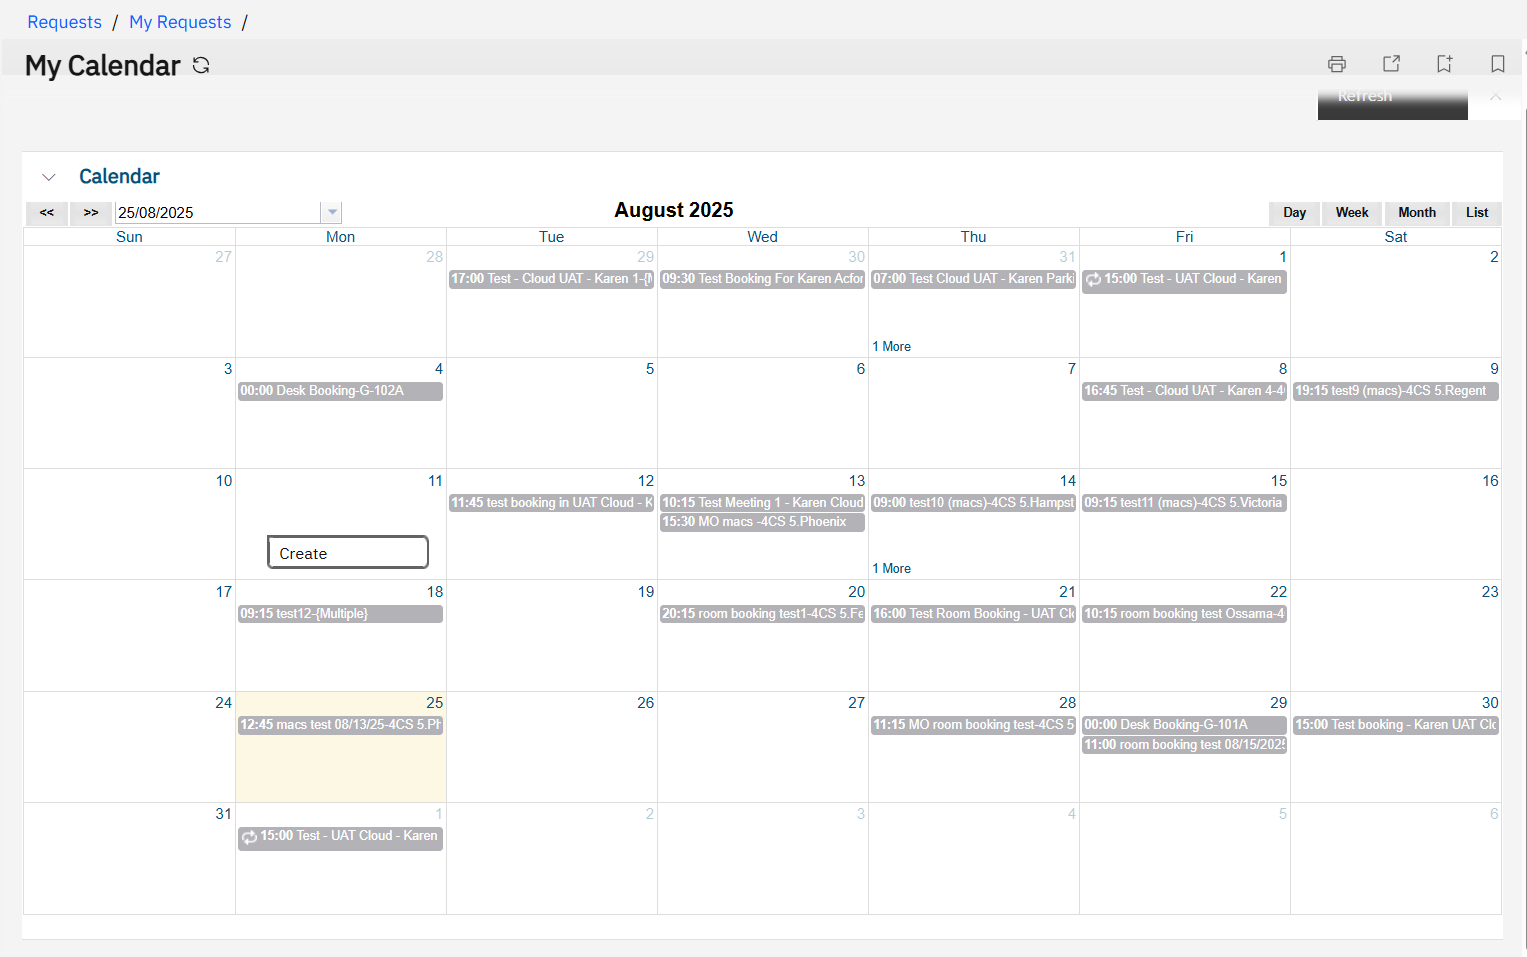 Requests / My Requests /
My Calendar
Refresh
Calendar
<< >> 25/08/2025 August 2025 Day Week Month List
Sun Mon Tue Wed Thu Fri Sat
27 28 29 30 31 1 2
17:00 Test - Cloud UAT - Karen 1-{
09:30 Test Booking For Karen Acfor
07:00 Test Cloud UAT - Karen Parki
15:00 Test - UAT Cloud - Karen
1 More
3 4 5 6 7 8 9
00:00 Desk Booking-G-102A
16:45 Test - Cloud UAT - Karen 4-4
19:15 test9 (macs)-4CS 5.Regent
10 11 12 13 14 15 16
11:45 test booking in UAT Cloud - K
10:15 Test Meeting 1 - Karen Cloud
09:00 test10 (macs)-4CS 5.Hampst
09:15 test11 (macs)-4CS 5.Victoria
15:30 MO macs -4CS 5.Phoenix
Create
1 More
17 18 19 20 21 22 23
09:15 test12-{Multiple}
20:15 room booking test1-4CS 5.Fe
16:00 Test Room Booking - UAT Clo
10:15 room booking test Ossama-4
24 25 26 27 28 29 30
12:45 macs test 08/13/25-4CS 5.Ph
11:15 MO room booking test-4CS 5
00:00 Desk Booking-G-101A
15:00 Test booking - Karen UAT Clo
11:00 room booking test 08/15/2025
31 1 2 3 4 5 6
15:00 Test - UAT Cloud - Karen